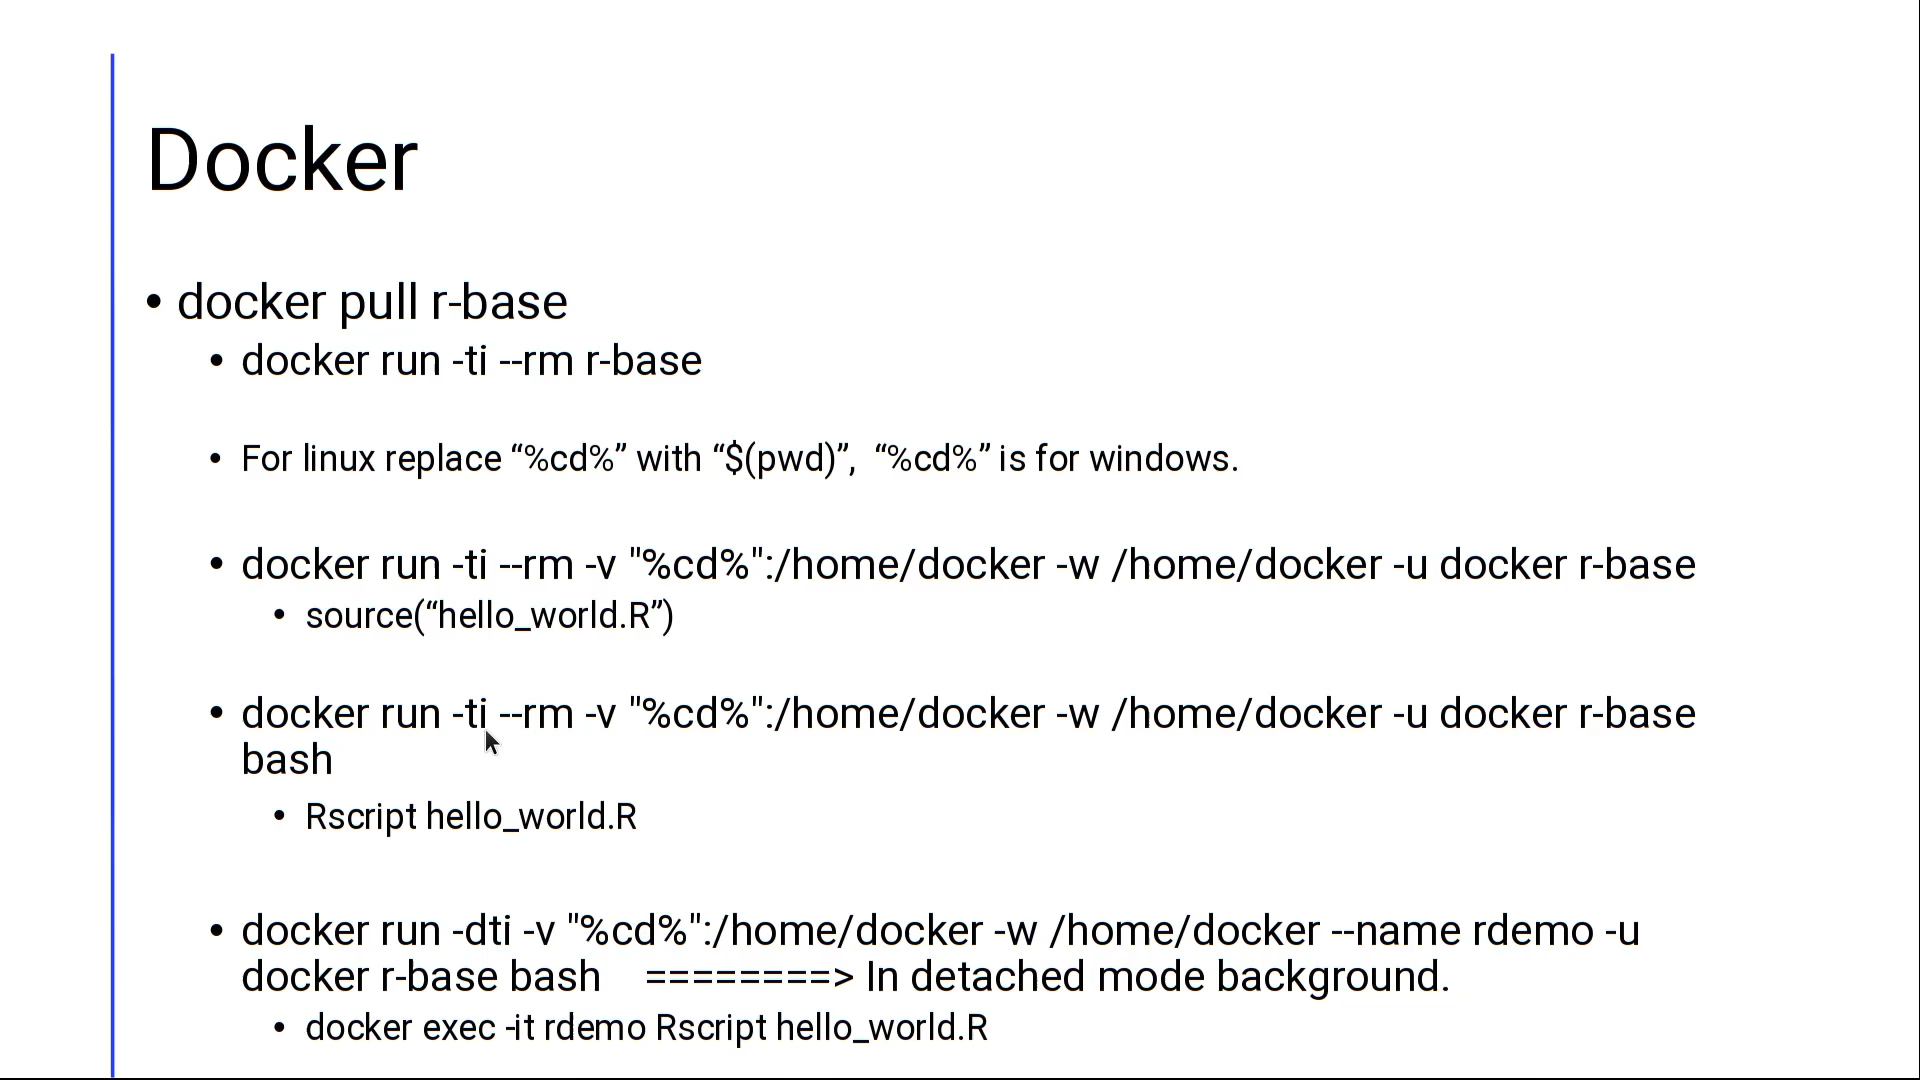 Docker
• docker pull r-base
• docker run -ti --rm r-base
• For linux replace “%cd%” with “$(pwd)”,  “%cd%” is for windows.
• docker run -ti --rm -v "%cd%":/home/docker -w /home/docker -u docker r-base
• source(“hello_world.R”)
• docker run -ti --rm -v "%cd%":/home/docker -w /home/docker -u docker r-base
bash
• Rscript hello_world.R
• docker run -dti -v "%cd%":/home/docker -w /home/docker --name rdemo -u
docker r-base bash    ========> In detached mode background.
• docker exec -it rdemo Rscript hello_world.R